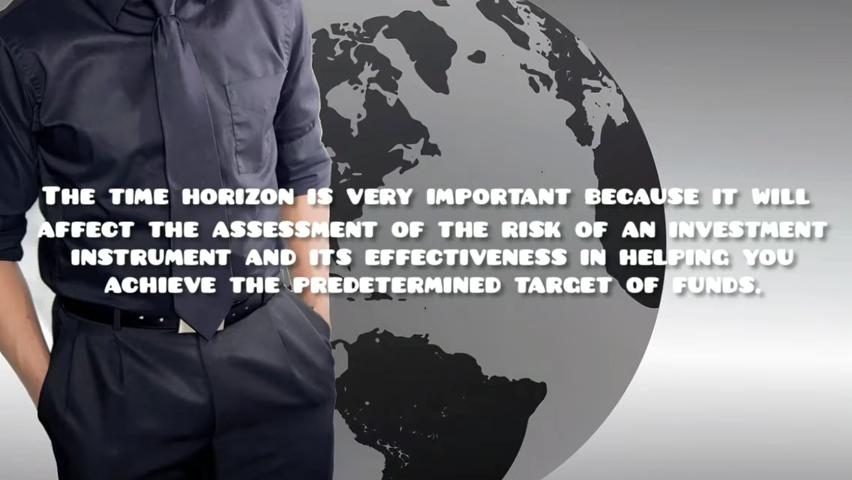 The time horizon is very important because it will
affect the assessment of the risk of an investment
instrument and its effectiveness in helping you
achieve the predetermined target of funds.